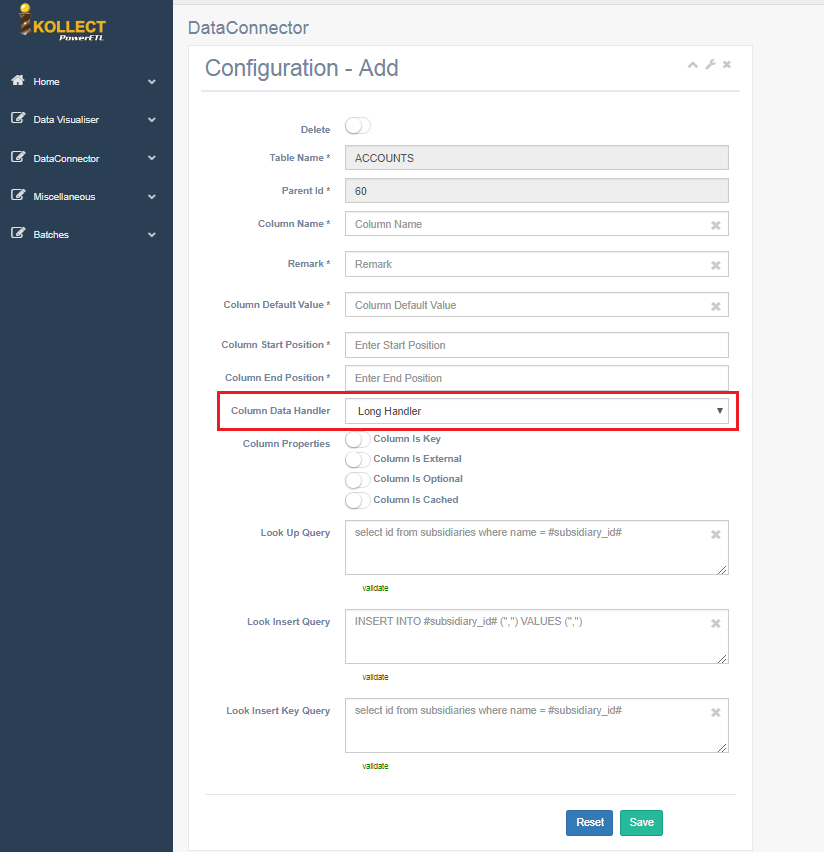 KOLLECT
PowerETL
Home
Data Visualiser
DataConnector
Miscellaneous
Batches
DataConnector
Configuration - Add
Delete
Table Name * ACCOUNTS
Parent Id * 60
Column Name * Column Name
Remark * Remark
Column Default Value * Column Default Value
Column Start Position * Enter Start Position
Column End Position * Enter End Position
Column Data Handler Long Handler
Column Properties Column Is Key
Column Is External
Column Is Optional
Column Is Cached
Look Up Query select id from subsidiaries where name = #subsidiary_id#
validate
Look Insert Query INSERT INTO #subsidiary_id# (",") VALUES (",")
validate
Look Insert Key Query select id from subsidiaries where name = #subsidiary_id#
validate
Reset Save